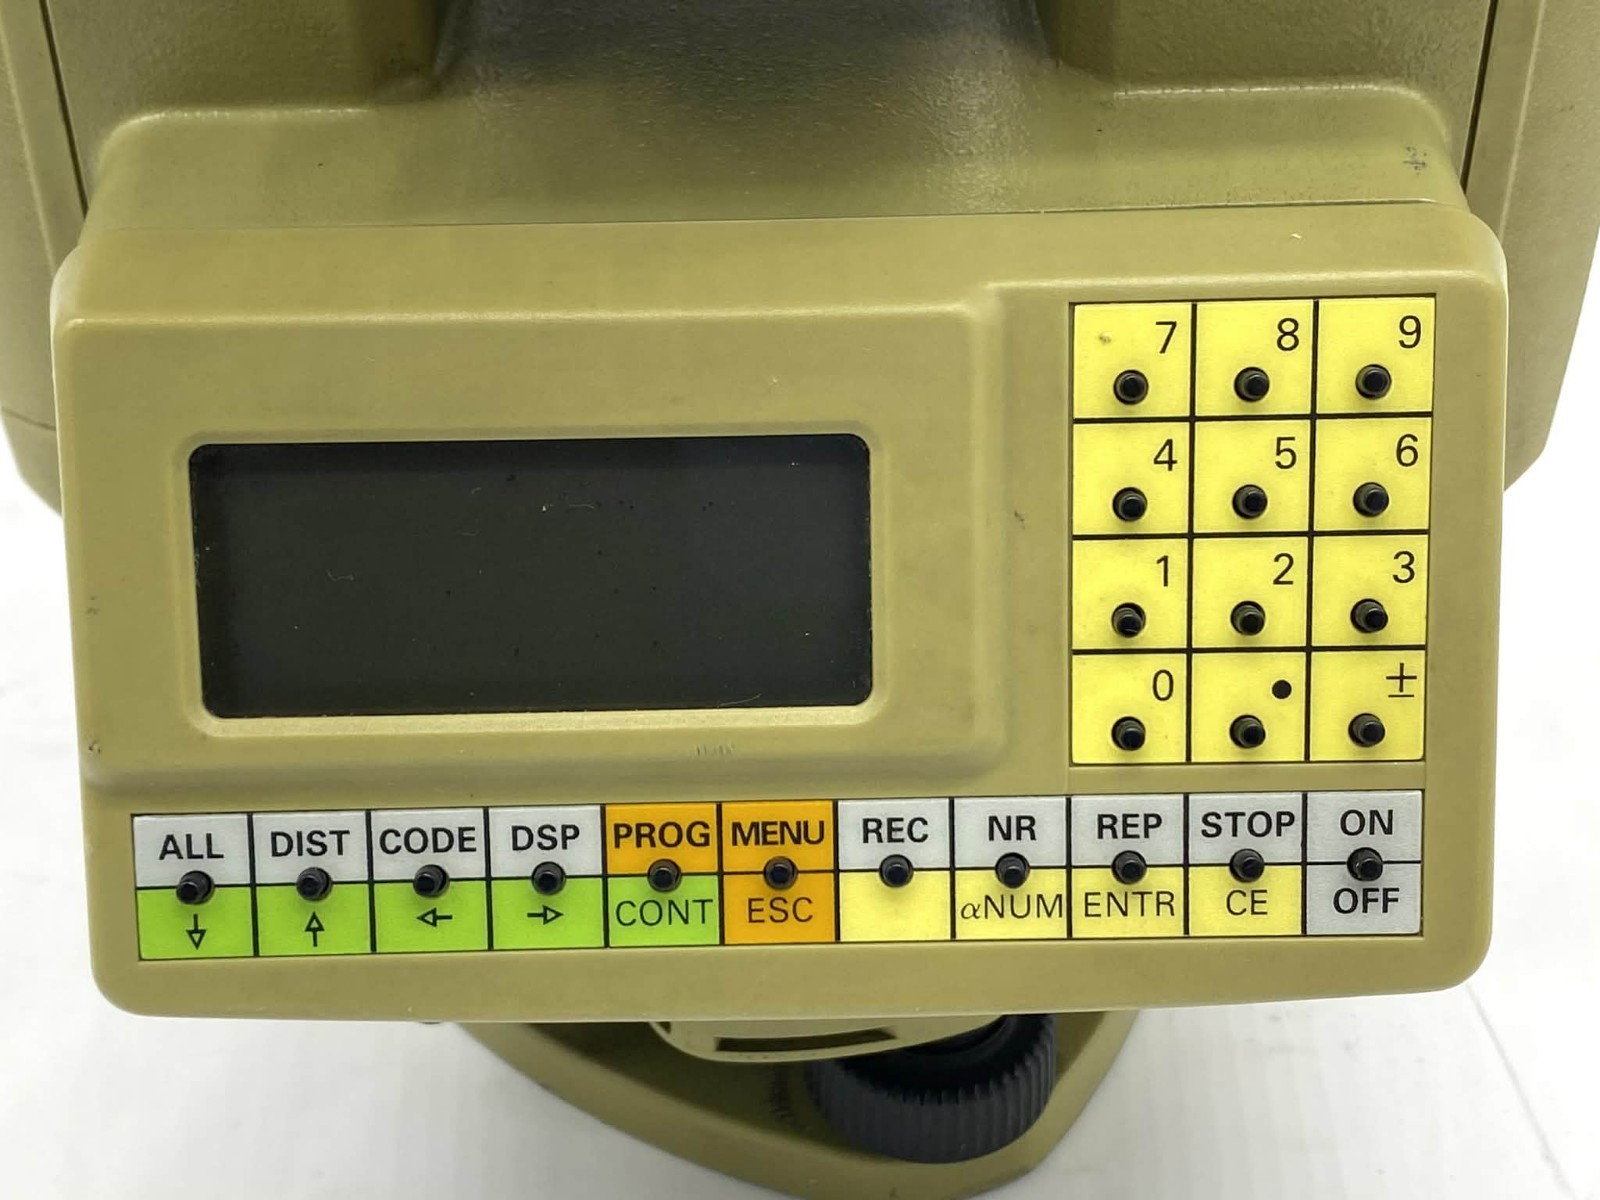 7 8 9
4 5 6
1 2 3
0 • ±
ALL DIST CODE DSP PROG MENU REC NR REP STOP ON
↓ ↑ ← → CONT ESC αNUM ENTR CE OFF